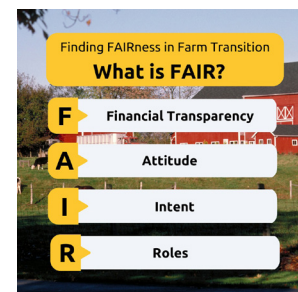 Finding FAIRness in Farm Transition
What is FAIR?
F Financial Transparency
A Attitude
I Intent
R Roles